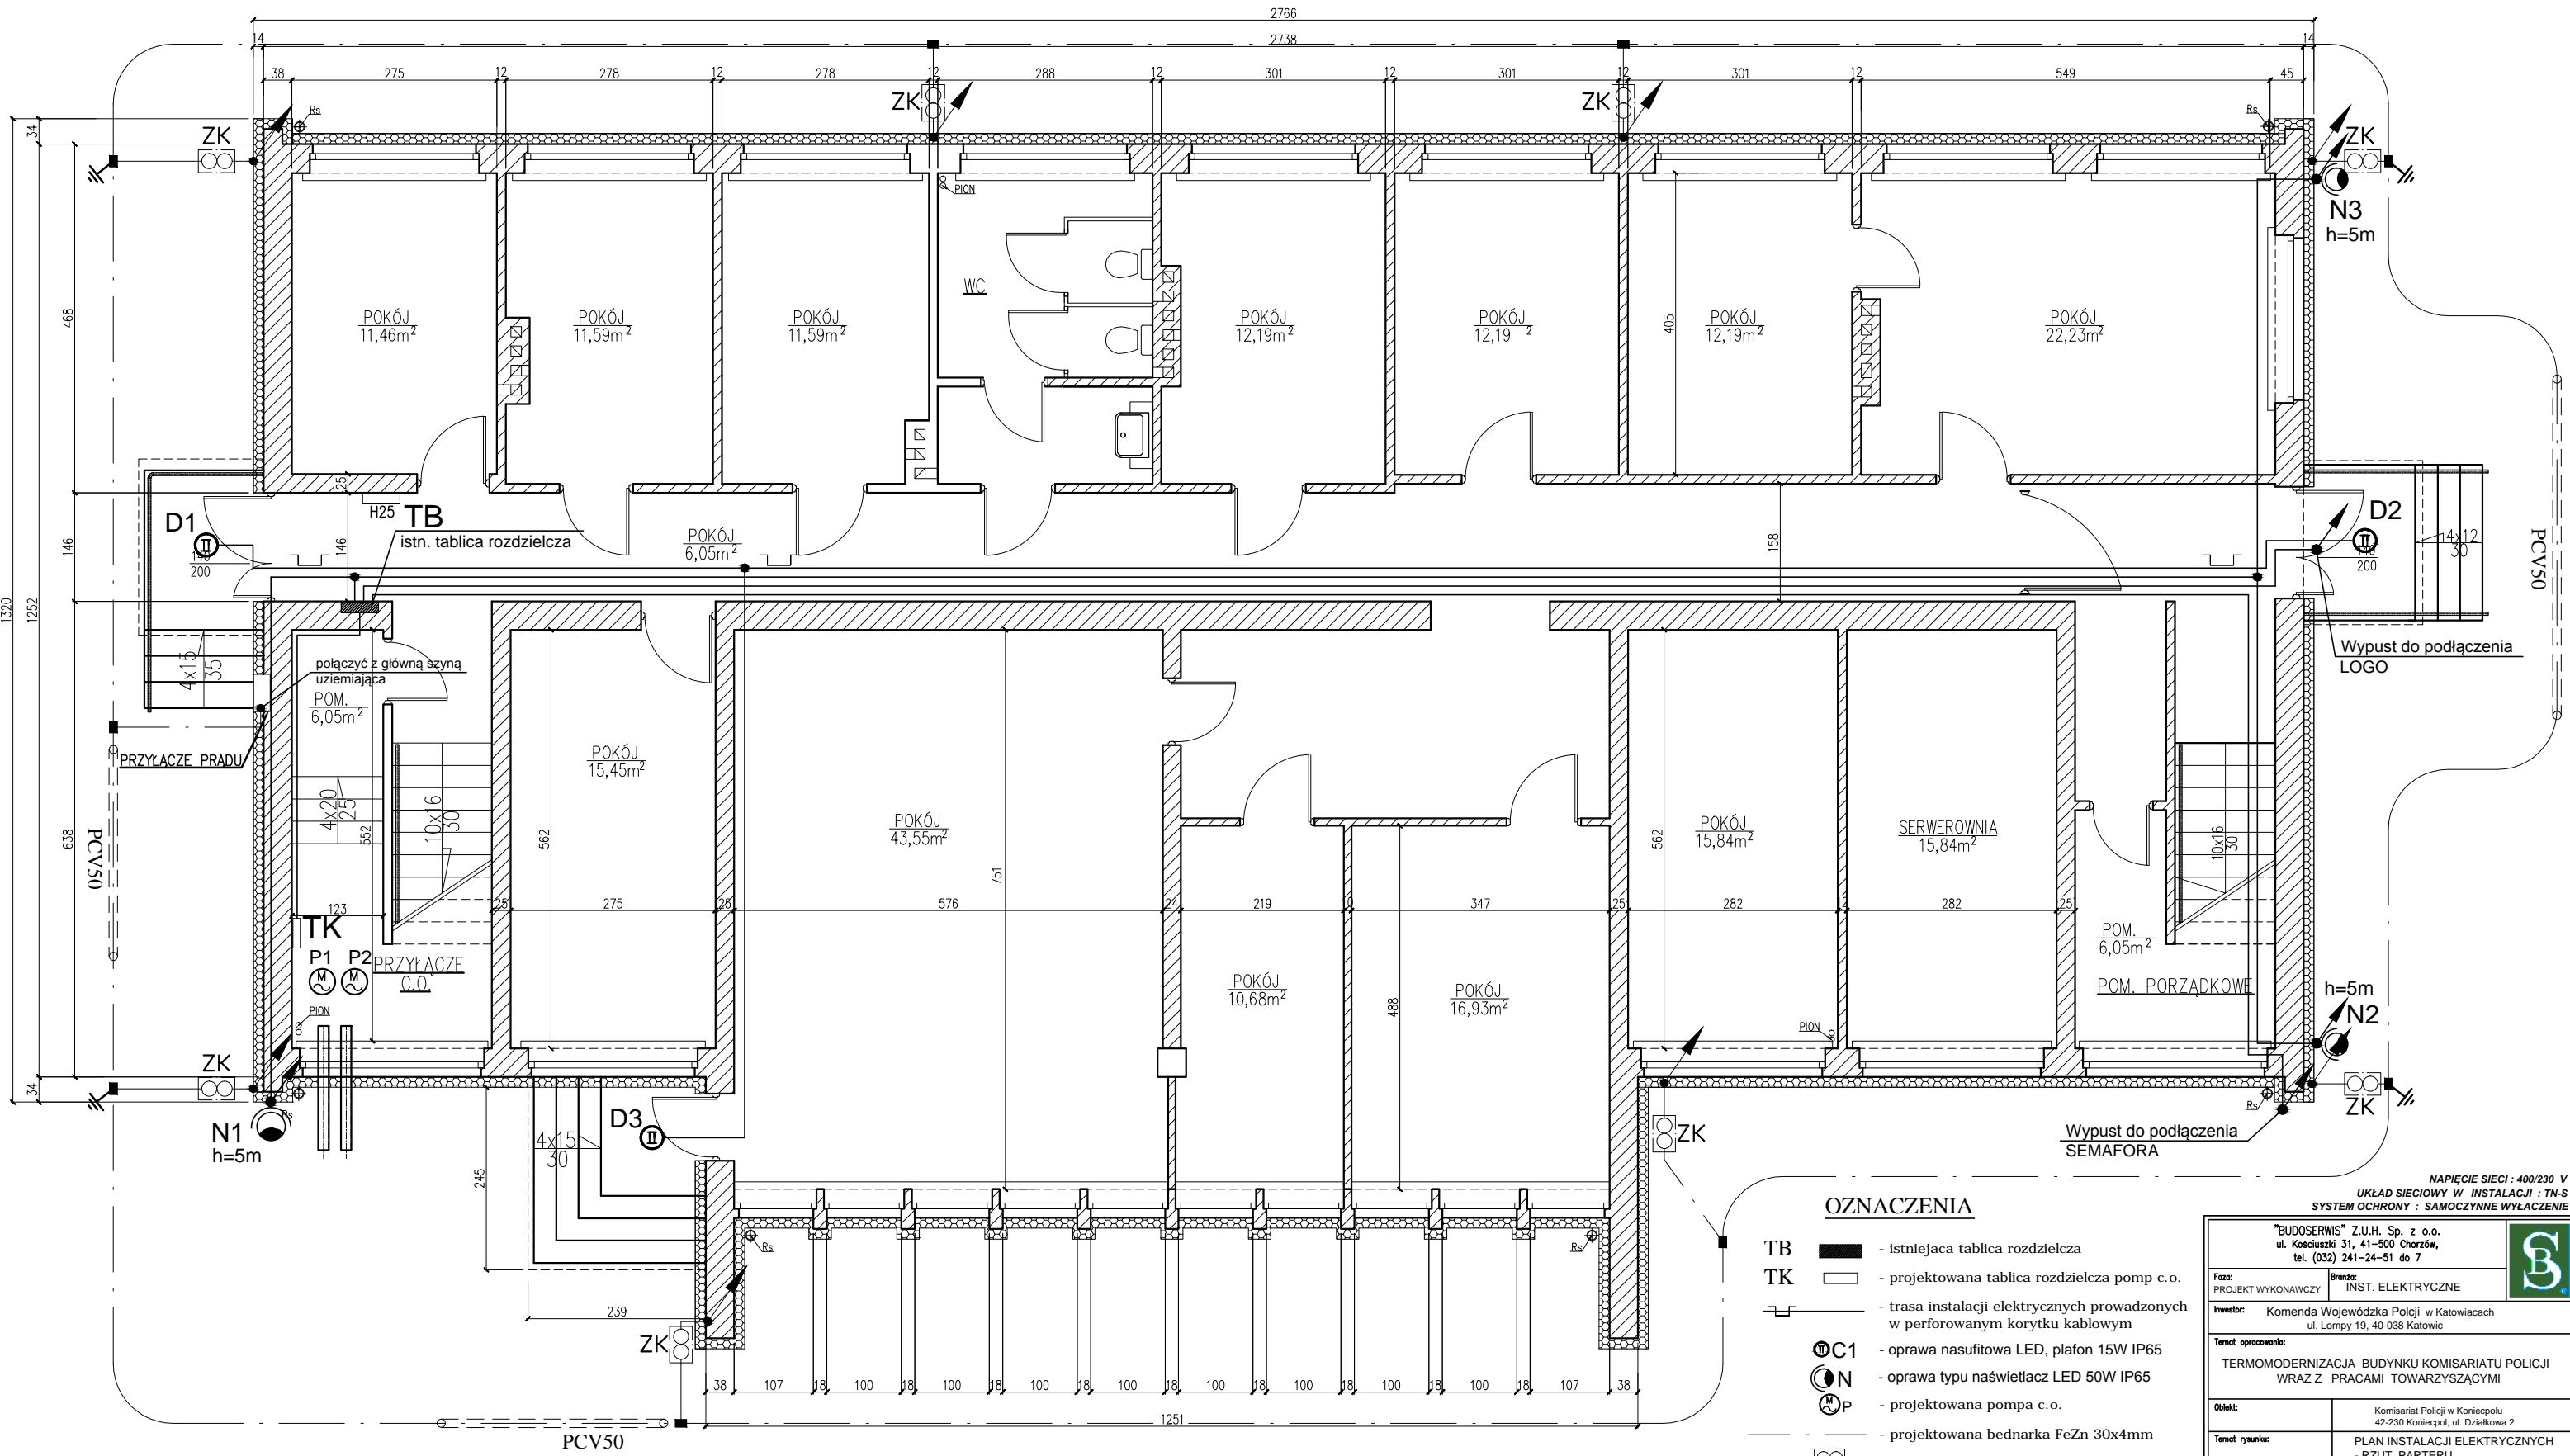 2766
14
2738
14
38
275
12
278
12
278
12
288
12
301
12
301
12
301
12
549
45
Rs
ZK
ZK
Rs
34
ZK
ZK
PION
N3
h=5m
468
WC
POKÓJ
11,46m²
POKÓJ
11,59m²
POKÓJ
11,59m²
POKÓJ
12,19m²
POKÓJ
12,19 ²
405
POKÓJ
12,19m²
POKÓJ
22,23m²
25
H25
TB
istn. tablica rozdzielcza
D1
D2
146
146
POKÓJ
6,05m²
158
14x12
30
200
200
PCV50
1320
1252
Wypust do podłączenia
LOGO
4x15
35
połączyć z główną szyną
uziemiająca
POM.
6,05m²
PRZYŁĄCZE PRADU
POKÓJ
15,45m²
4x20
25
10x16
30
552
562
638
PCV50
POKÓJ
43,55m²
751
562
POKÓJ
15,84m²
SERWEROWNIA
15,84m²
10x16
30
123
25
275
25
576
24
219
10
347
25
282
12
282
25
TK
P1
P2
M
M
PRZYŁĄCZE
C.O.
POM.
6,05m²
POKÓJ
10,68m²
488
POKÓJ
16,93m²
POM. PORZĄDKOWE
h=5m
N2
PION
PION
ZK
34
Rs
N1
h=5m
D3
4x15
30
245
ZK
Rs
ZK
Wypust do podłączenia
SEMAFORA
Rs
Rs
239
ZK
38
107
18
100
18
100
18
100
18
100
18
100
18
100
18
100
18
100
18
107
38
1251
PCV50
OZNACZENIA
TB - istniejaca tablica rozdzielcza
TK - projektowana tablica rozdzielcza pomp c.o.
- trasa instalacji elektrycznych prowadzonych
w perforowanym korytku kablowym
C1 - oprawa nasufitowa LED, plafon 15W IP65
N - oprawa typu naświetlacz LED 50W IP65
M P - projektowana pompa c.o.
- projektowana bednarka FeZn 30x4mm
NAPIĘCIE SIECI : 400/230 V
UKŁAD SIECIOWY W INSTALACJI : TN-S
SYSTEM OCHRONY : SAMOCZYNNE WYŁACZENIE
"BUDOSERWIS" Z.U.H. Sp. z o.o.
ul. Kościuszki 31, 41-500 Chorzów,
tel. (032) 241-24-51 do 7
SB
Faza:
PROJEKT WYKONAWCZY
Branża:
INST. ELEKTRYCZNE
Inwestor: Komenda Wojewódzka Polcji w Katowiacach
ul. Lompy 19, 40-038 Katowic
Temat opracowania:
TERMOMODERNIZACJA BUDYNKU KOMISARIATU POLICJI
WRAZ Z PRACAMI TOWARZYSZĄCYMI
Obiekt:
Komisariat Policji w Koniecpolu
42-230 Koniecpol, ul. Działkowa 2
Temat rysunku:
PLAN INSTALACJI ELEKTRYCZNYCH
- RZUT PARTERU